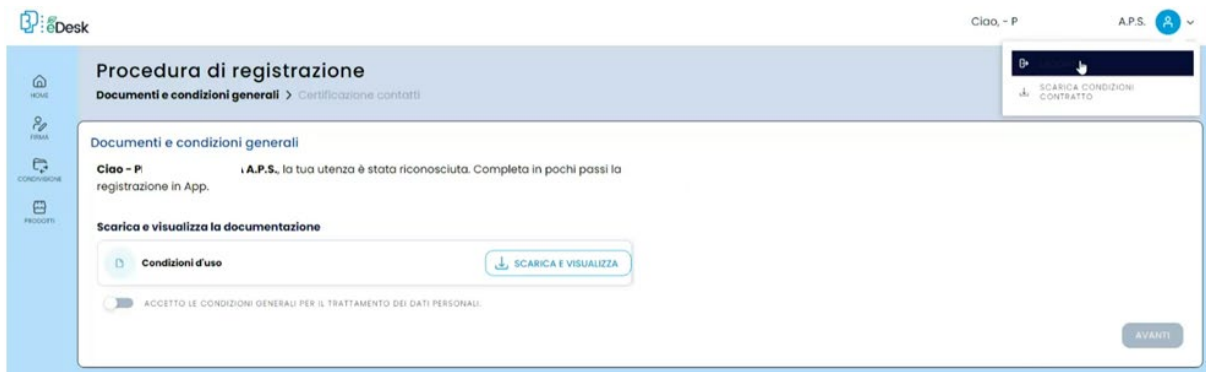 eDesk
Ciao, - P A.P.S.
Procedura di registrazione
Documenti e condizioni generali > Certificazione contatti
SCARICA CONDIZIONI
CONTRATTO
HOME
FIRMA
CONDIVISIONE
PRODOTTI
Documenti e condizioni generali
Ciao - P A.P.S., la tua utenza è stata riconosciuta. Completa in pochi passi la
registrazione in App.
Scarica e visualizza la documentazione
Condizioni d'uso
SCARICA E VISUALIZZA
ACCETTO LE CONDIZIONI GENERALI PER IL TRATTAMENTO DEI DATI PERSONALI.
AVANTI